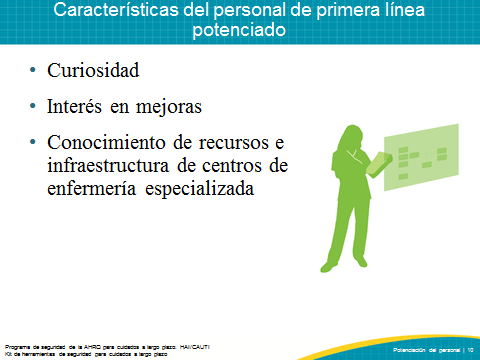 Características del personal de primera línea
potenciado
• Curiosidad
• Interés en mejoras
• Conocimiento de recursos e
infraestructura de centros de
enfermería especializada
Programa de seguridad de la AHRQ para cuidados a largo plazo: HAI/CAUTI
Kit de herramientas de seguridad para cuidados a largo plazo
Potenciación del personal | 10